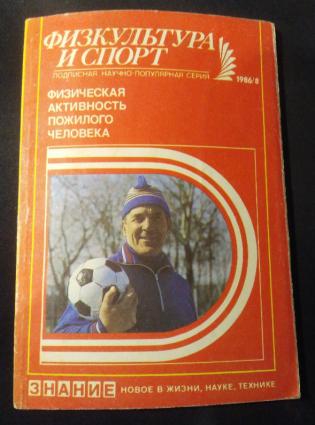 ФИЗКУЛЬТУРА
И СПОРТ
ПОДПИСНАЯ НАУЧНО-ПОПУЛЯРНАЯ СЕРИЯ
1986/8
ФИЗИЧЕСКАЯ
АКТИВНОСТЬ
ПОЖИЛОГО
ЧЕЛОВЕКА
ЗНАНИЕ НОВОЕ В ЖИЗНИ, НАУКЕ, ТЕХНИКЕ